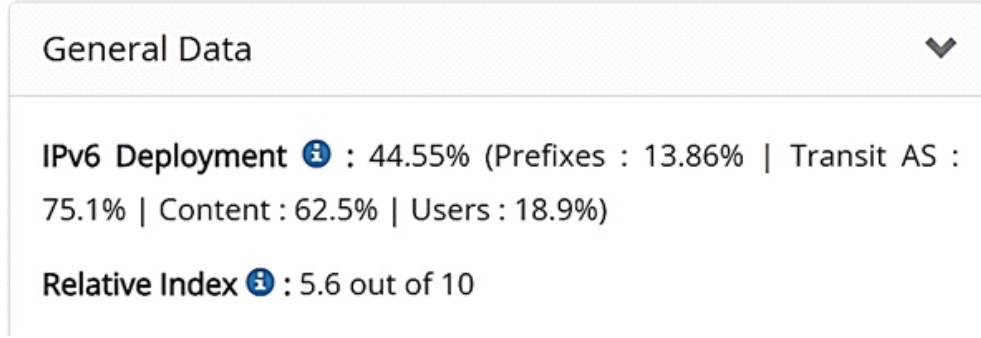 General Data
IPv6 Deployment : 44.55% (Prefixes : 13.86% | Transit AS :
75.1% | Content : 62.5% | Users : 18.9%)
Relative Index : 5.6 out of 10